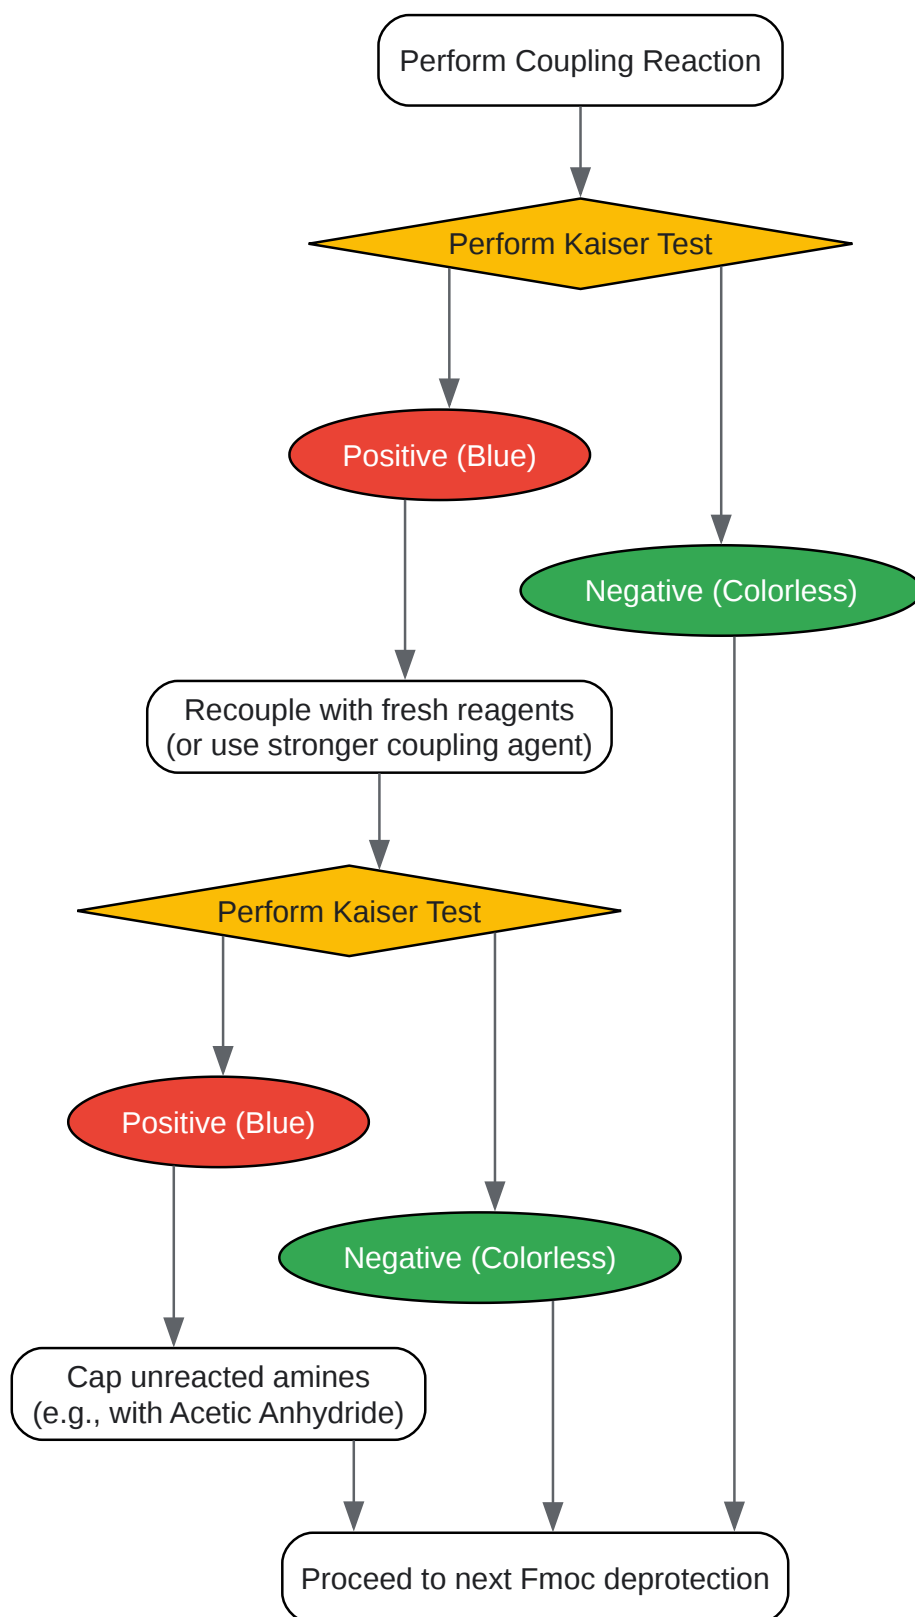 Perform Coupling Reaction
Perform Kaiser Test
Positive (Blue)
Negative (Colorless)
Recouple with fresh reagents
(or use stronger coupling agent)
Perform Kaiser Test
Positive (Blue)
Negative (Colorless)
Cap unreacted amines
(e.g., with Acetic Anhydride)
Proceed to next Fmoc deprotection